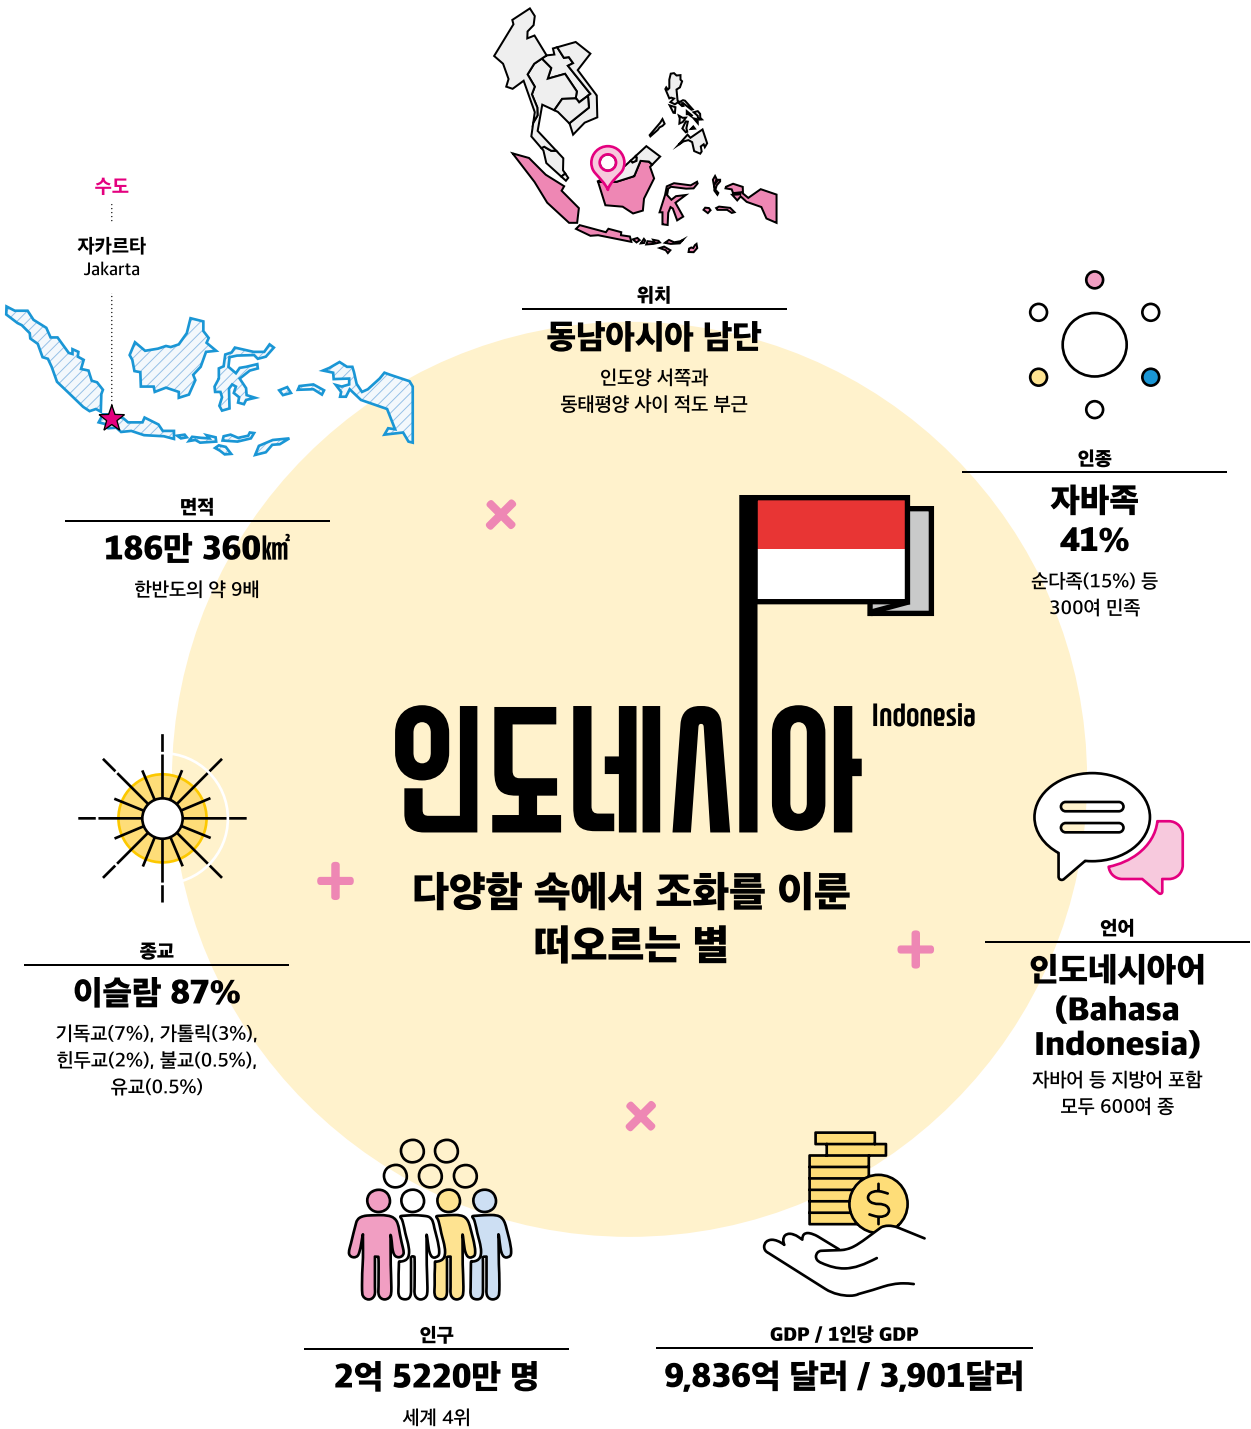 수도
자카르타
Jakarta
위치
동남아시아 남단
인도양 서쪽과
동태평양 사이 적도 부근
인종
자바족
41%
순다족(15%) 등
300여 민족
면적
186만 360㎢
한반도의 약 9배
인도네시아
Indonesia
다양함 속에서 조화를 이룬
떠오르는 별
종교
이슬람 87%
기독교(7%), 가톨릭(3%),
힌두교(2%), 불교(0.5%),
유교(0.5%)
언어
인도네시아어
(Bahasa
Indonesia)
자바어 등 지방어 포함
모두 600여 종
$
인구
2억 5220만 명
세계 4위
GDP / 1인당 GDP
9,836억 달러 / 3,901달러